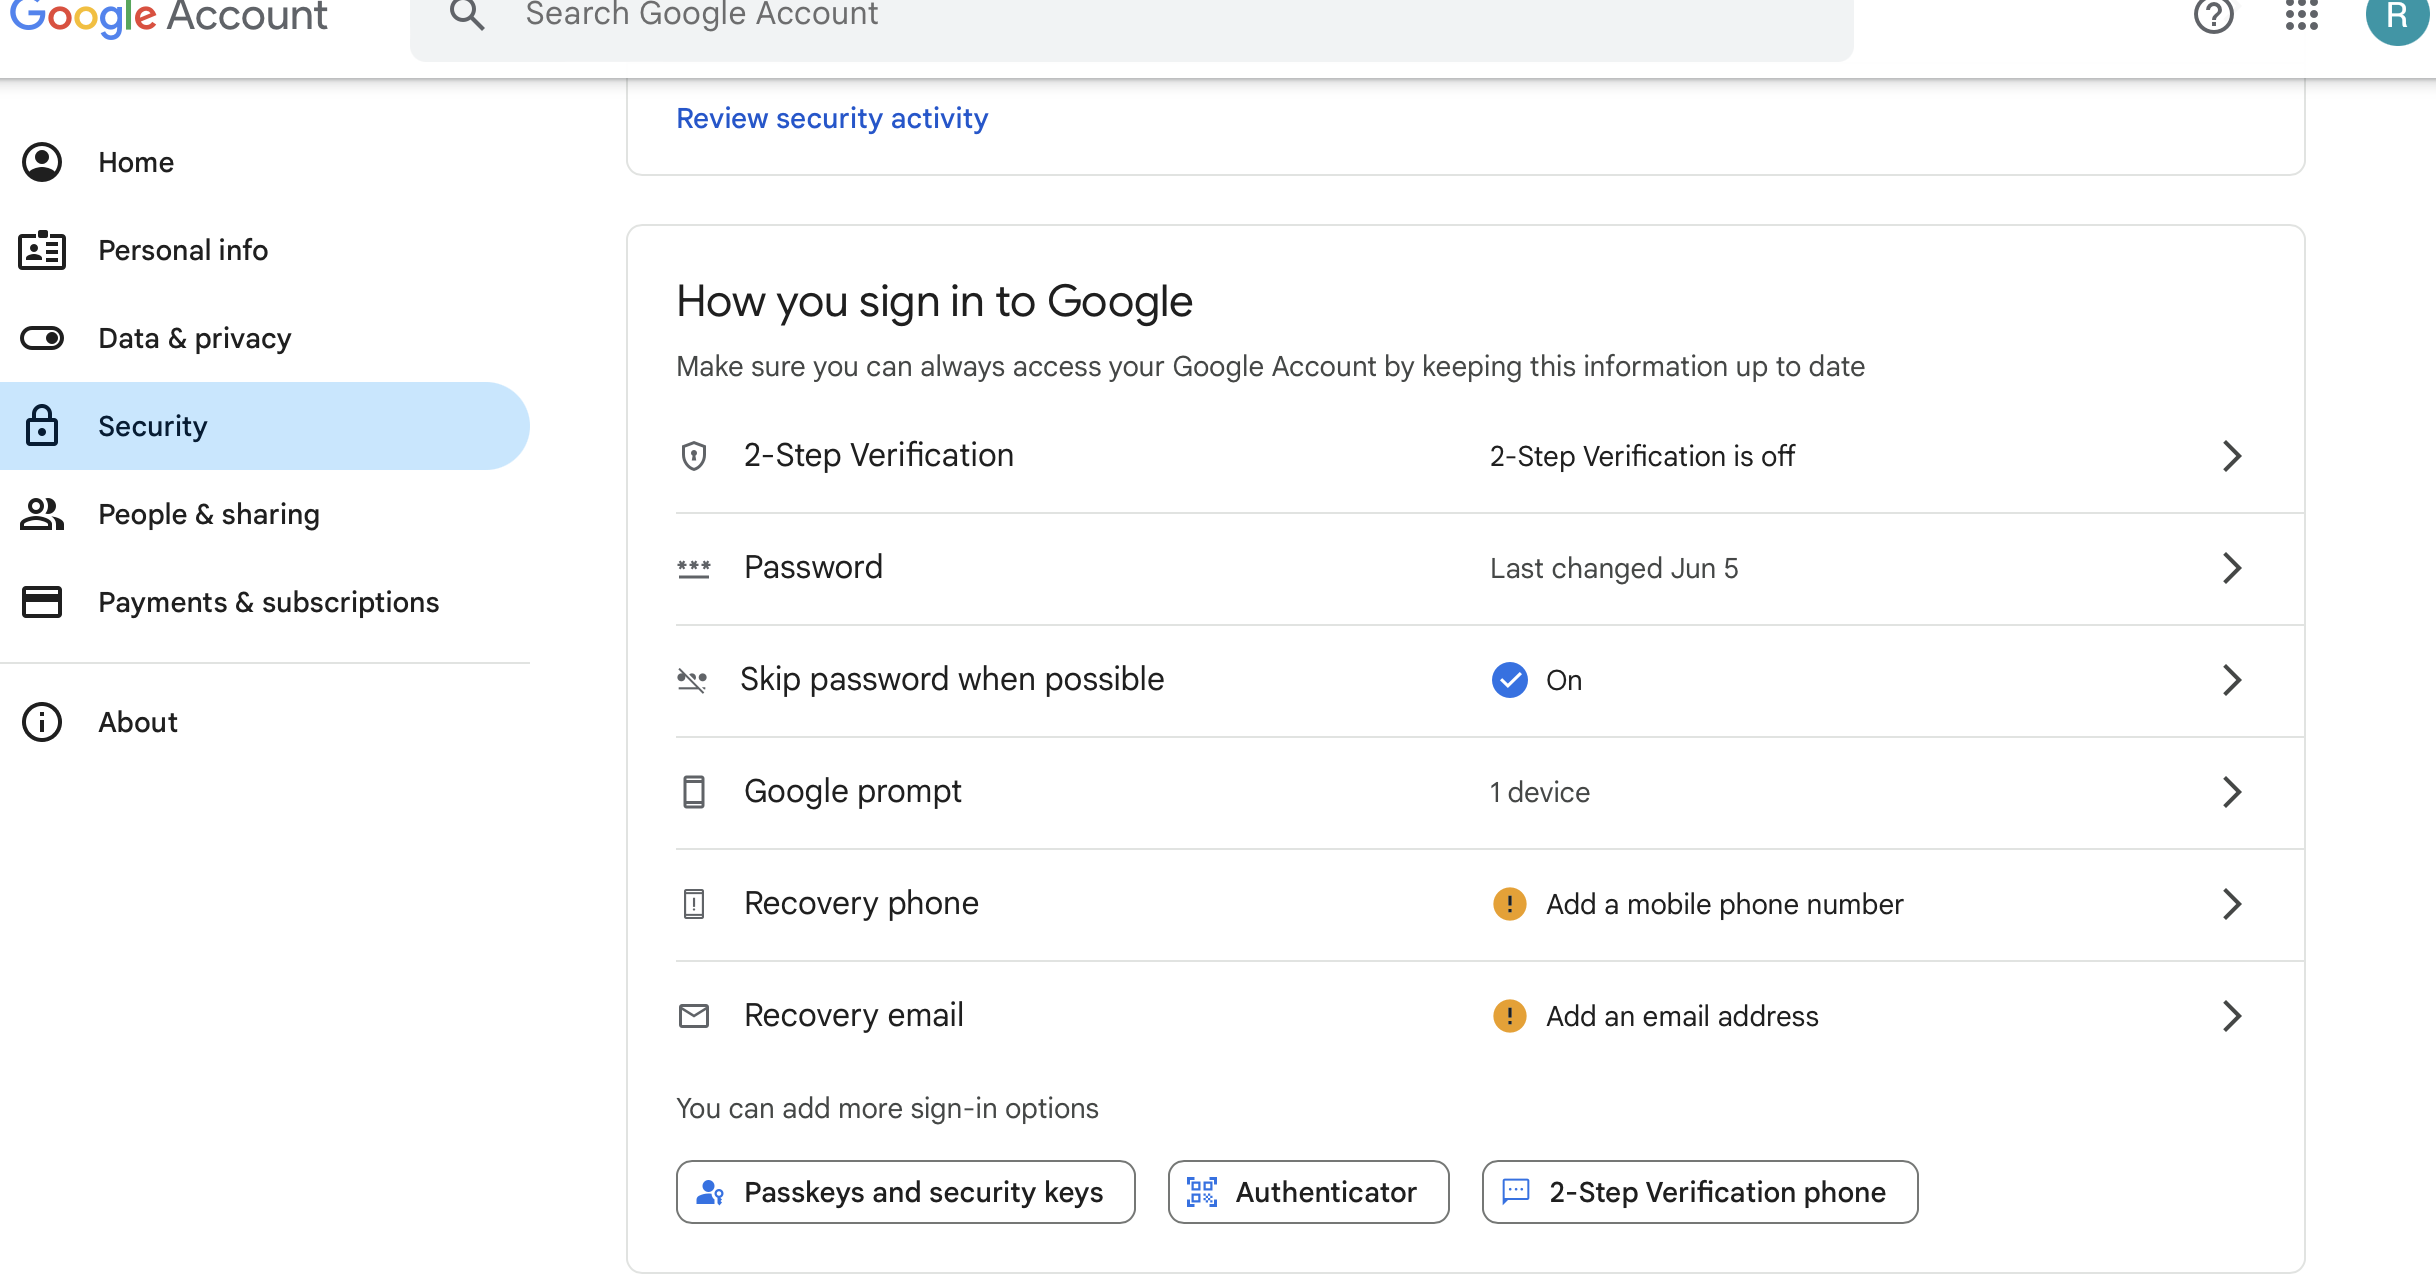 Google Account
Search Google Account
R
Home
Personal info
Data & privacy
Security
People & sharing
Payments & subscriptions
About
Review security activity
How you sign in to Google
Make sure you can always access your Google Account by keeping this information up to date
2-Step Verification 2-Step Verification is off
Password Last changed Jun 5
Skip password when possible On
Google prompt 1 device
Recovery phone Add a mobile phone number
Recovery email Add an email address
You can add more sign-in options
Passkeys and security keys Authenticator 2-Step Verification phone